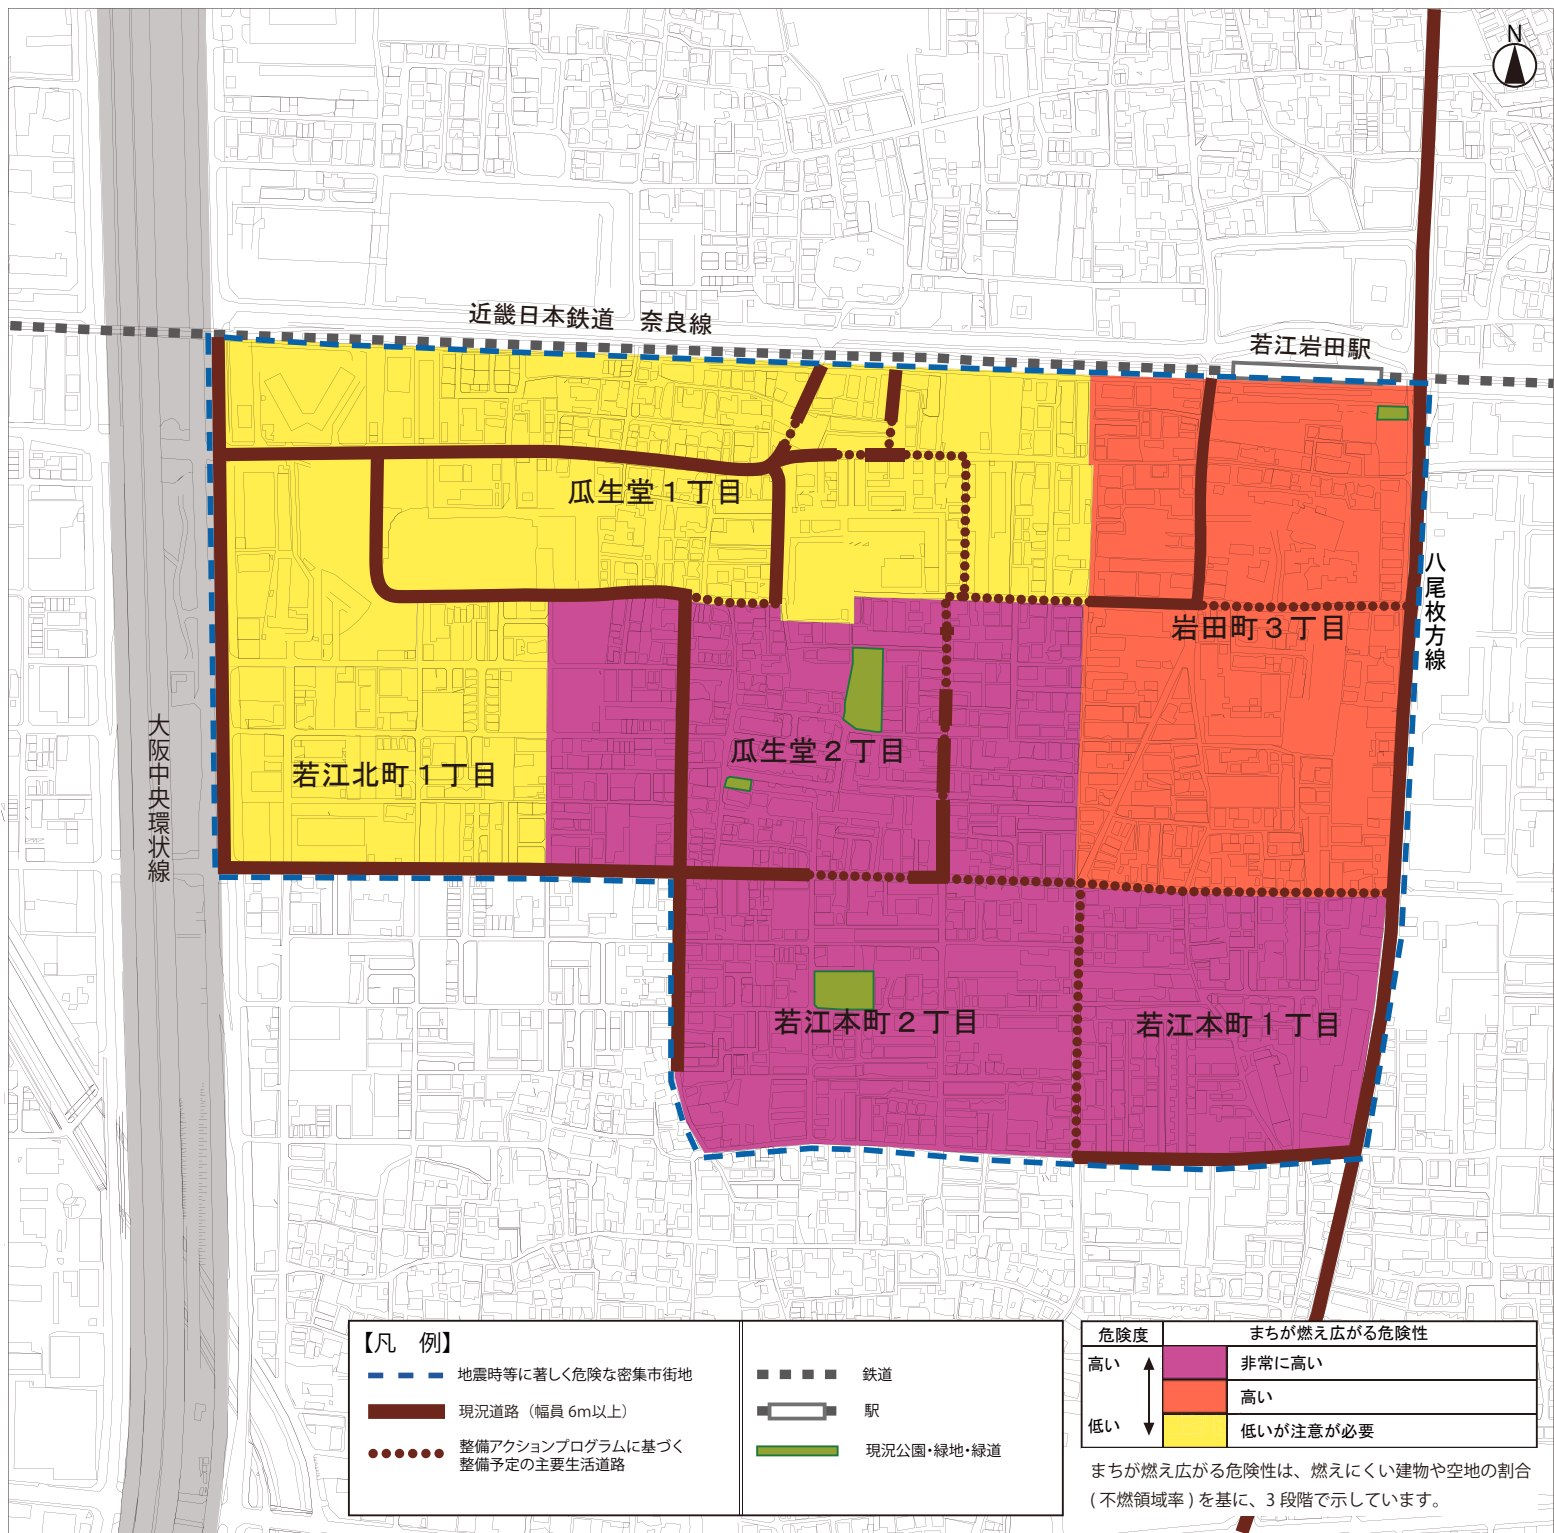 N
近畿日本鉄道　奈良線
若江岩田駅
瓜生堂１丁目
八尾枚方線
岩田町３丁目
大阪中央環状線
瓜生堂２丁目
若江北町１丁目
若江本町２丁目
若江本町１丁目
【凡　例】
地震時等に著しく危険な密集市街地
現況道路（幅員 6m以上）
整備アクションプログラムに基づく
整備予定の主要生活道路
鉄道
駅
現況公園・緑地・緑道
危険度　まちが燃え広がる危険性
高い　非常に高い
高い
低い　低いが注意が必要
まちが燃え広がる危険性は、燃えにくい建物や空地の割合
( 不燃領域率 ) を基に、3 段階で示しています。